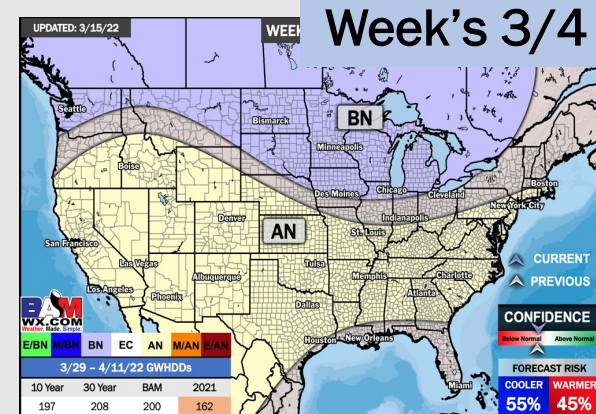 UPDATED: 3/15/22
WEEK
Week's 3/4
Seattle
Bismarck
BN
Minneapolis
Boise
Des Moines
Chicago
Cleveland
Boston
New York City
Indianapolis
Denver
AN
St. Louis
San Francisco
Las Vegas
Albuquerque
Tulsa
Memphis
Charlotte
Los Angeles
Phoenix
Dallas
Atlanta
Houston
New Orleans
Miami
CURRENT
PREVIOUS
BAM
WX.COM
Weather. Made. Simple.
CONFIDENCE
Below Normal Above Normal
E/BN M/BN BN EC AN M/AN E/AN
3/29 – 4/11/22 GWHDDs
10 Year 30 Year BAM 2021
197 208 200 162
FORECAST RISK
COOLER WARMER
55% 45%